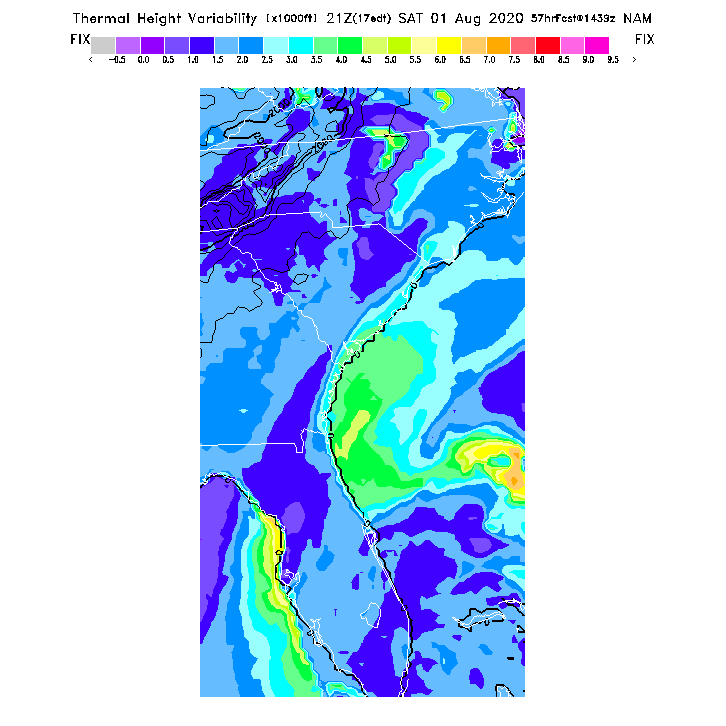 Thermal Height Variability [x1000ft] 21Z(17edt) SAT 01 Aug 2020 57hrFcst@1439z NAM
FIX FIX
< -0.5 0.0 0.5 1.0 1.5 2.0 2.5 3.0 3.5 4.0 4.5 5.0 5.5 6.0 6.5 7.0 7.5 8.0 8.5 9.0 9.5 >